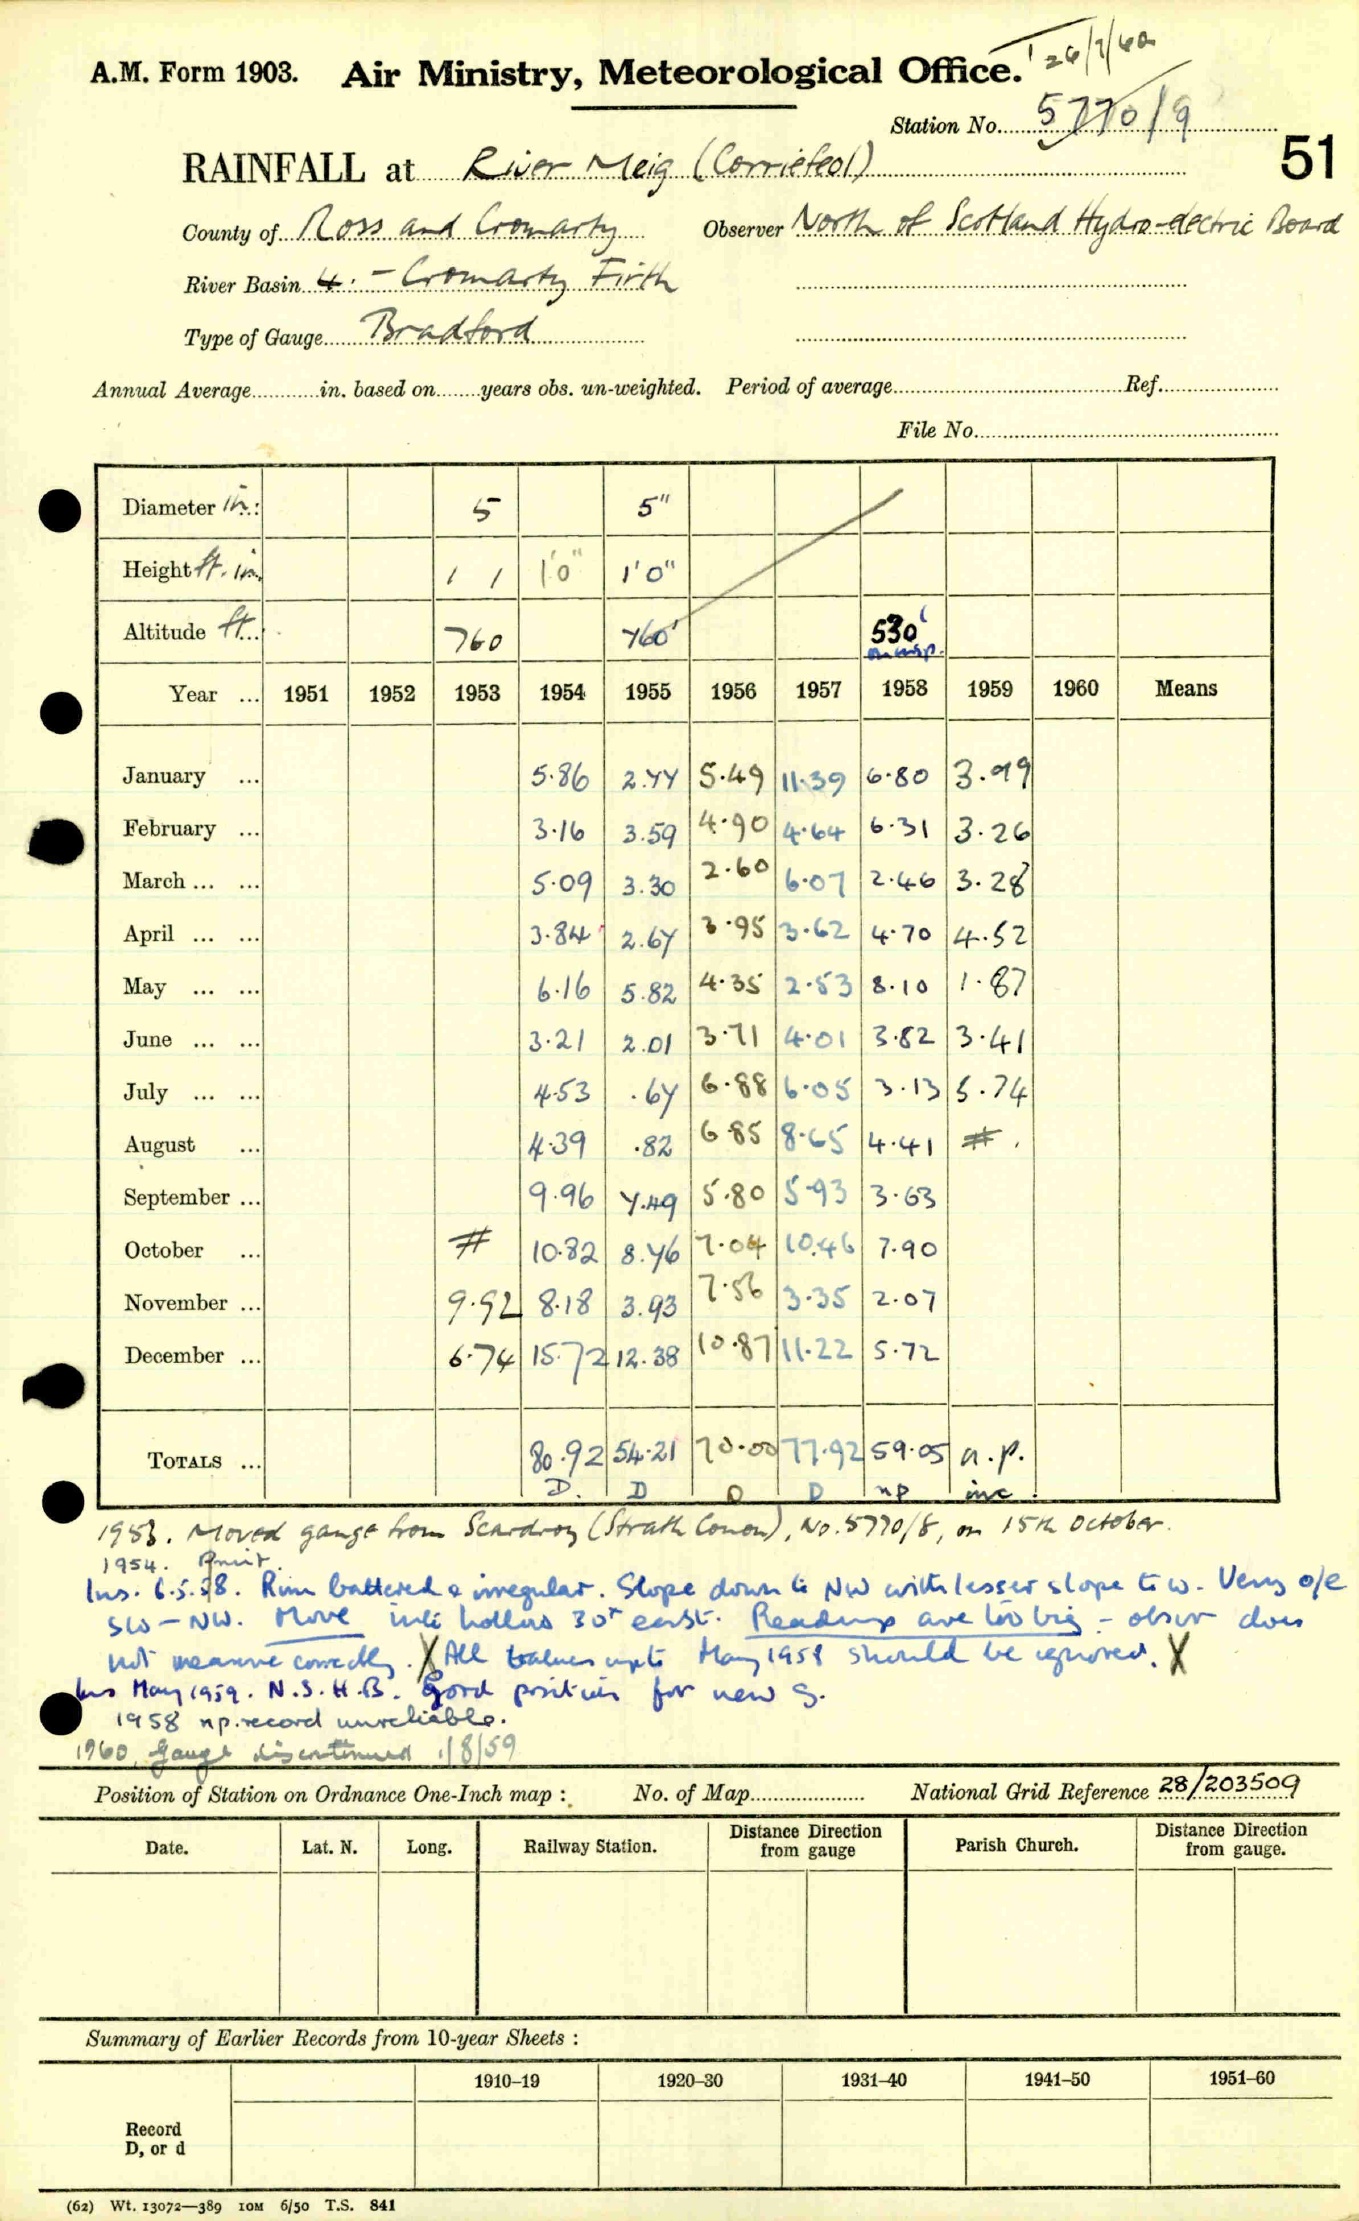 26/7/60
A.M. Form 1903. Air Ministry, Meteorological Office.
Station No. 5770/9
51
RAINFALL at River Meig (Corriefeol)
County of Ross and Cromarty Observer North of Scotland Hydro-electric Board
River Basin 4. - Cromarty Firth
Type of Gauge Bradford
Annual Average............in. based on........years obs. un-weighted. Period of average............ Ref............
File No.............
Diameter in.: 5 5"
Height ft. in. 1 1 1'0" 1'0"
Altitude ft... 760 760' 530'
on insp.
Year ... 1951 1952 1953 1954 1955 1956 1957 1958 1959 1960 Means
January ... 5.86 2.77 5.49 11.39 6.80 3.99
February ... 3.16 3.59 4.90 4.64 6.31 3.26
March ... ... 5.09 3.30 2.60 6.07 2.46 3.28
April ... ... 3.84 2.67 3.95 3.62 4.70 4.52
May ... ... 6.16 5.82 4.35 2.53 8.10 1.87
June ... ... 3.21 2.01 3.71 4.01 3.82 3.41
July ... ... 4.53 .67 6.88 6.05 3.13 5.74
August ... 4.39 .82 6.85 8.65 4.41 # .
September ... 9.96 7.49 5.80 5.93 3.63
October ... # 10.82 8.76 7.04 10.46 7.90
November ... 9.92 8.18 3.93 7.56 3.35 2.07
December ... 6.74 15.72 12.38 10.87 11.22 5.72
TOTALS ... 80.92 54.21 70.00 77.92 59.05 n.p.
D. D D D np inc
1953. Moved gauge from Scardroy (Strath Conon), No. 5770/8, on 15th October.
1954.
Ins. 6.5.58. Rim battered & irregular. Slope down to NW with lesser slope to W. Very o/e
SW - NW. Move into hollow 30x east. Readings are too big - obsvr does
not measure correctly. X All values up to May 1958 should be ignored. X
Ins May 1959. N.S.H.B. Good position for new g.
1958 np. record unreliable.
1960, Gauge discontinued 1/8/59
Position of Station on Ordnance One-Inch map : No. of Map............ National Grid Reference 28/203509
Date. Lat. N. Long. Railway Station. Distance Direction from gauge Parish Church. Distance Direction from gauge.
Summary of Earlier Records from 10-year Sheets :
1910–19 1920–30 1931–40 1941–50 1951–60
Record
D, or d
(62) Wt. 13072—389 10M 6/50 T.S. 841